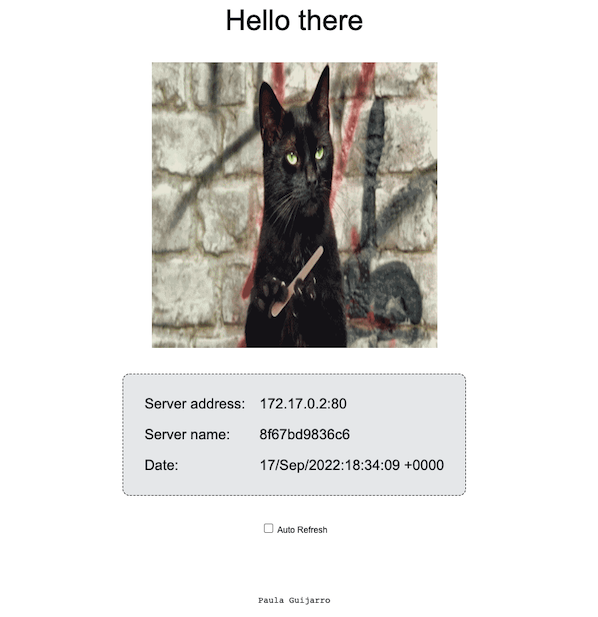 Hello there
Server address: 172.17.0.2:80
Server name: 8f67bd9836c6
Date: 17/Sep/2022:18:34:09 +0000
Auto Refresh
Paula Guijarro